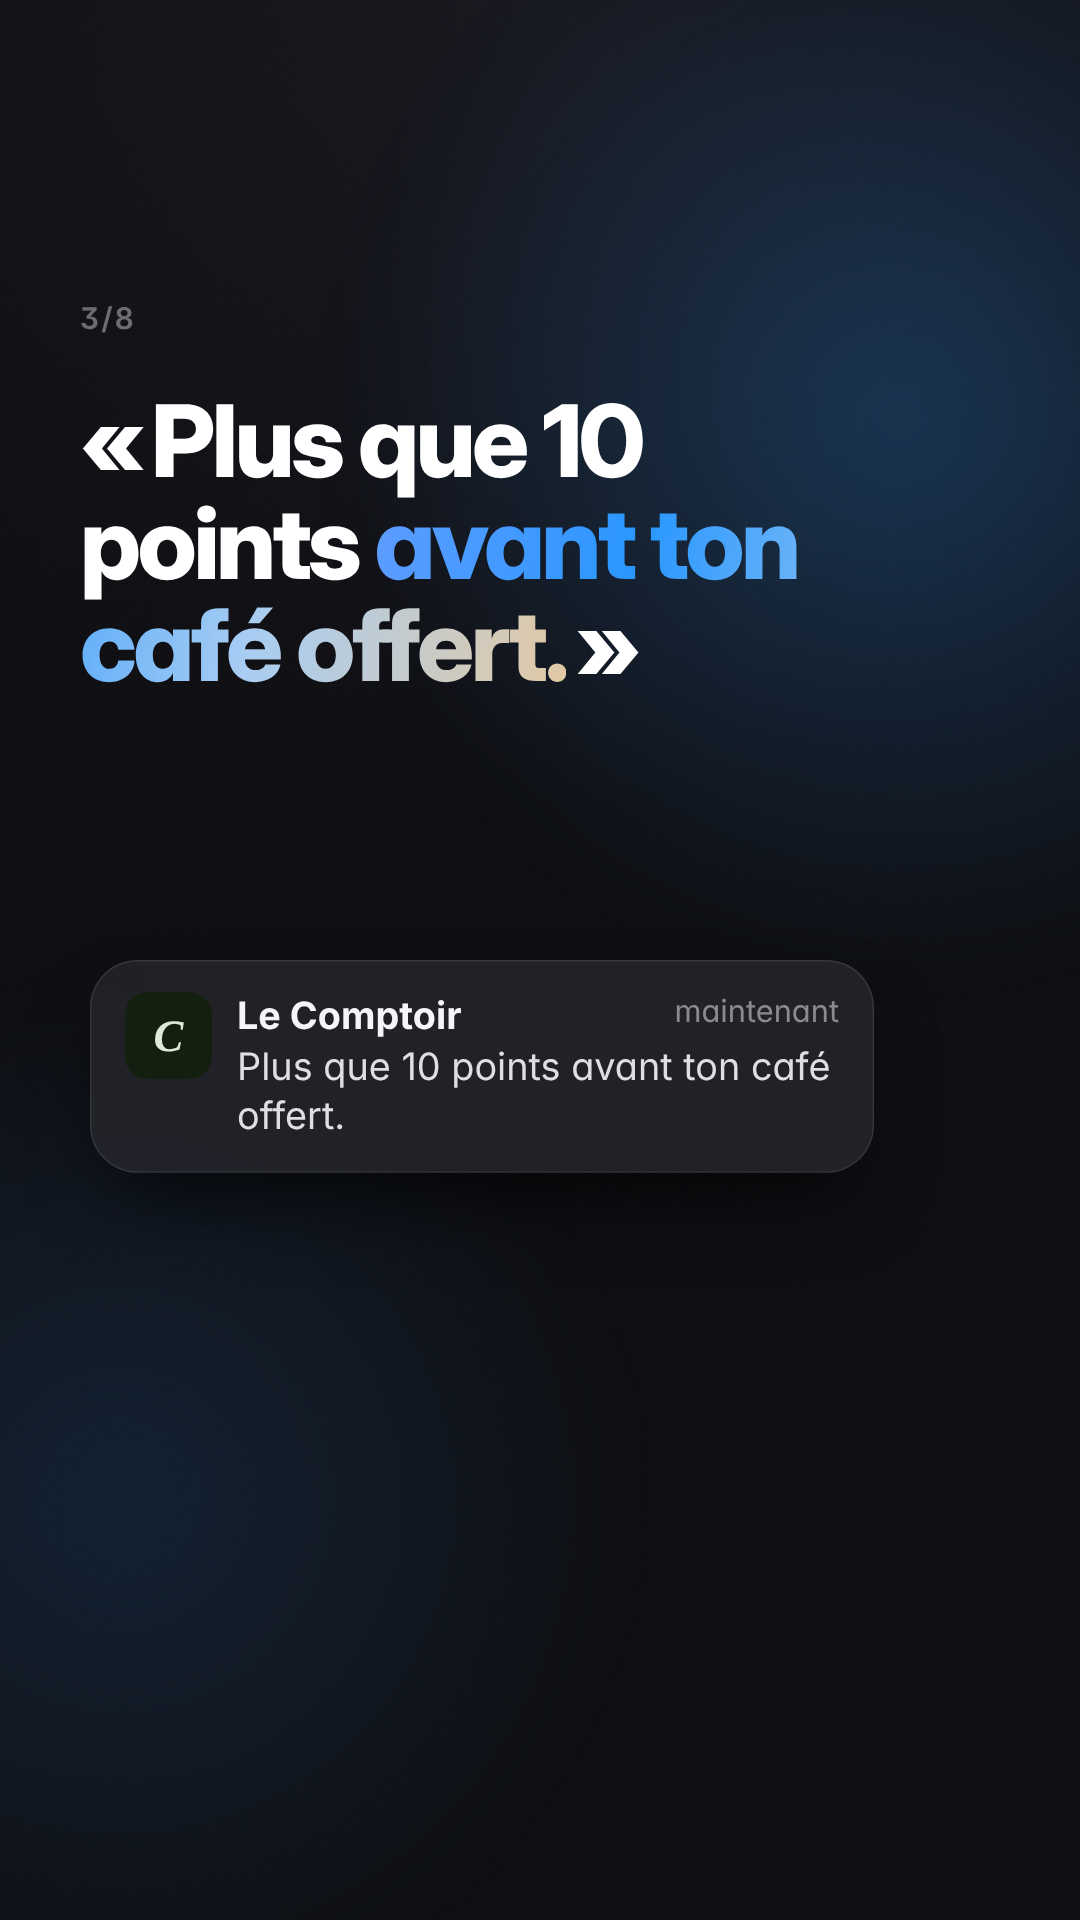 3/8
« Plus que 10
points avant ton
café offert. »
C
Le Comptoir
maintenant
Plus que 10 points avant ton café
offert.